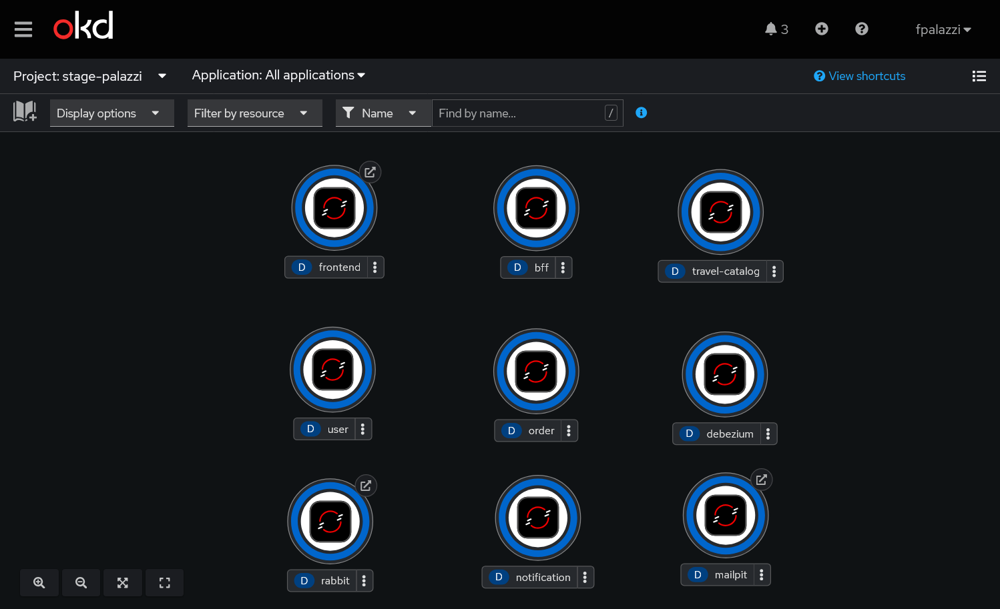 okd
3
fpalazzi
Project: stage-palazzi
Application: All applications
View shortcuts
Display options
Filter by resource
Name
Find by name...
/
D frontend
D bff
D travel-catalog
D user
D order
D debezium
D rabbit
D notification
D mailpit